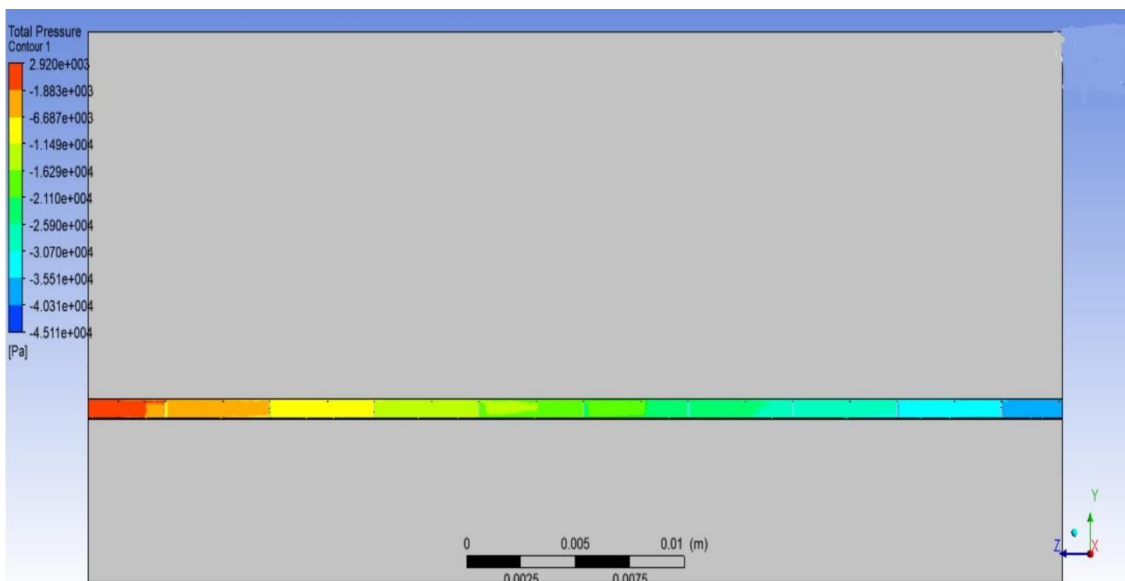 Total Pressure
Contour 1
2.920e+003
-1.883e+003
-6.687e+003
-1.149e+004
-1.629e+004
-2.110e+004
-2.590e+004
-3.070e+004
-3.551e+004
-4.031e+004
-4.511e+004
[Pa]
0 0.005 0.01 (m)
0.0025 0.0075
Y
Z X